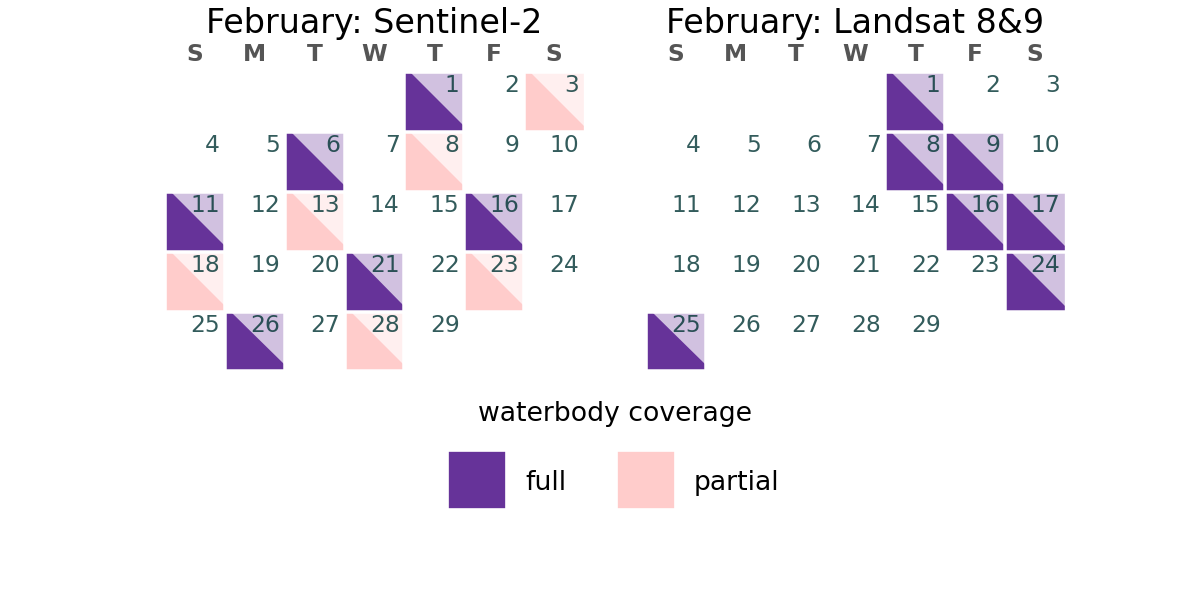 February: Sentinel-2
S M T W T F S
1 2 3
4 5 6 7 8 9 10
11 12 13 14 15 16 17
18 19 20 21 22 23 24
25 26 27 28 29
February: Landsat 8&9
S M T W T F S
1 2 3
4 5 6 7 8 9 10
11 12 13 14 15 16 17
18 19 20 21 22 23 24
25 26 27 28 29
waterbody coverage
full partial